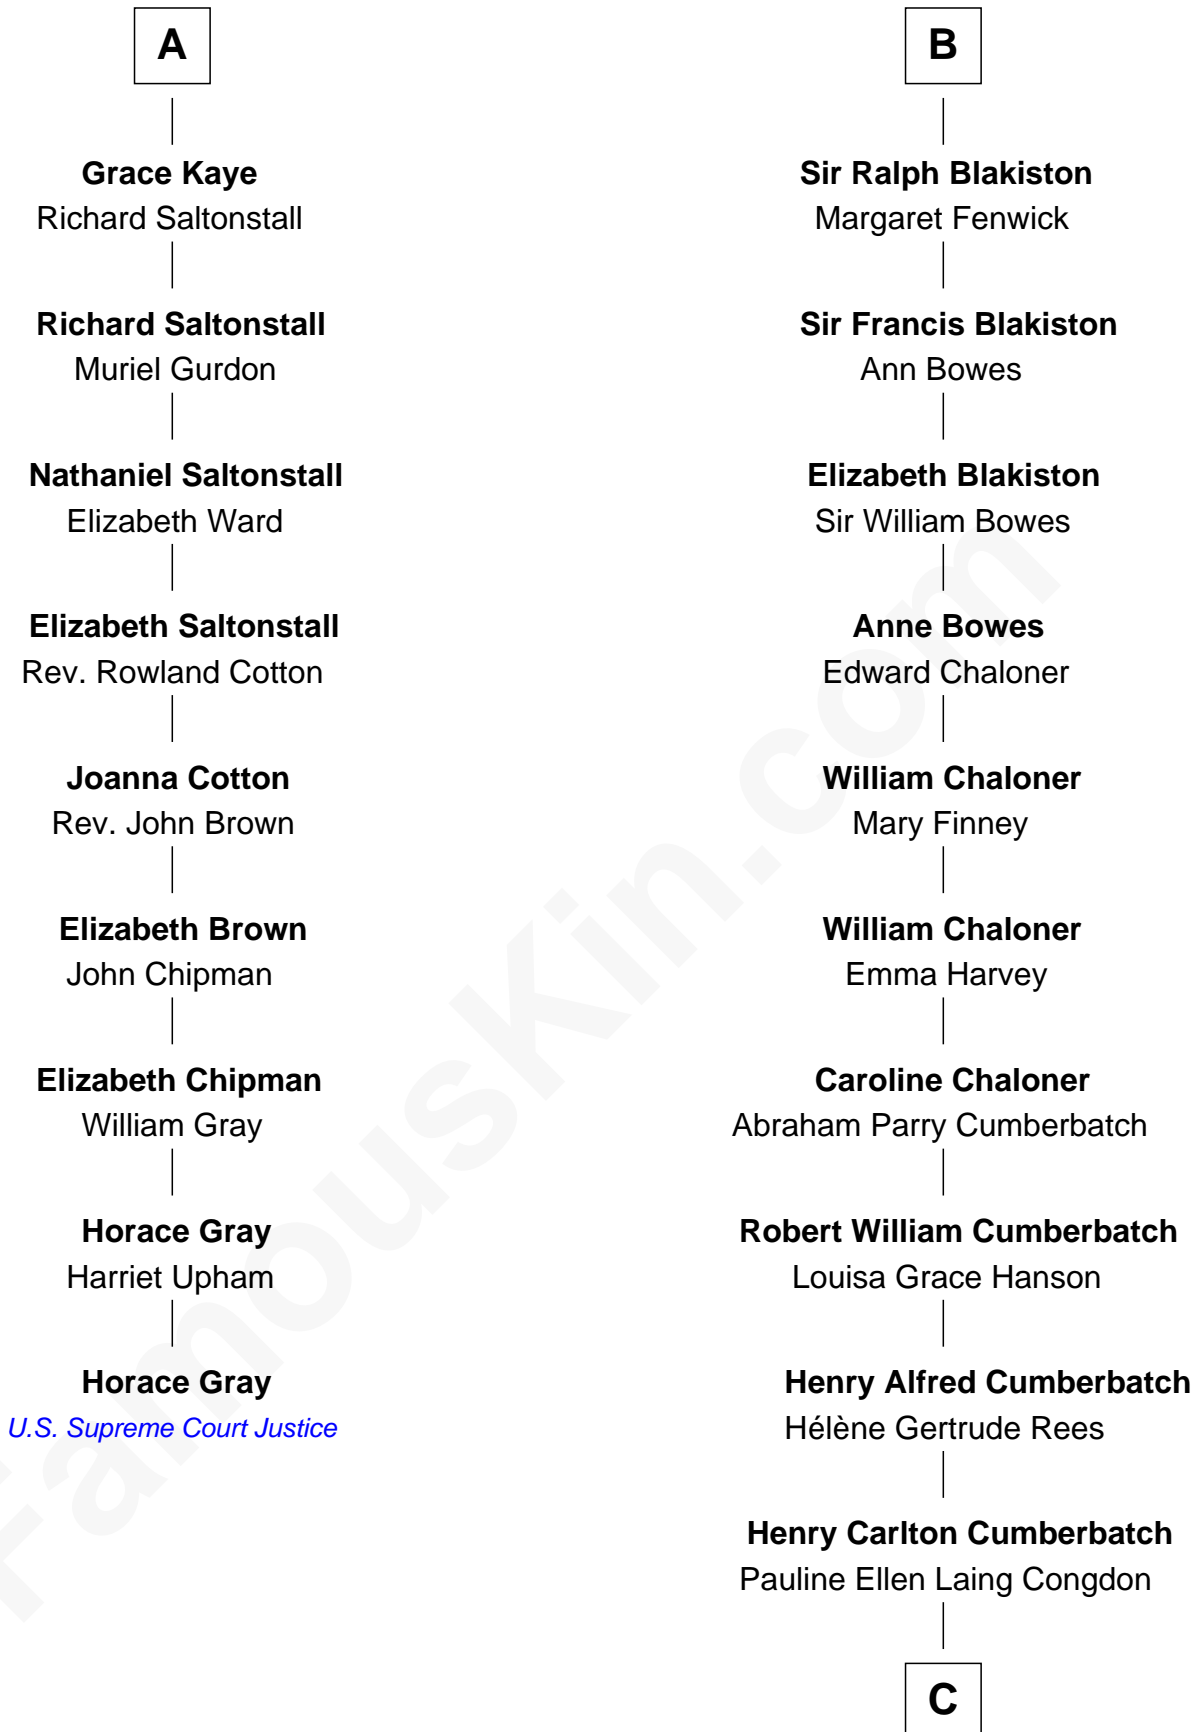 A
Grace Kaye
Richard Saltonstall
Richard Saltonstall
Muriel Gurdon
Nathaniel Saltonstall
Elizabeth Ward
Elizabeth Saltonstall
Rev. Rowland Cotton
Joanna Cotton
Rev. John Brown
Elizabeth Brown
John Chipman
Elizabeth Chipman
William Gray
Horace Gray
Harriet Upham
Horace Gray
U.S. Supreme Court Justice
B
Sir Ralph Blakiston
Margaret Fenwick
Sir Francis Blakiston
Ann Bowes
Elizabeth Blakiston
Sir William Bowes
Anne Bowes
Edward Chaloner
William Chaloner
Mary Finney
William Chaloner
Emma Harvey
Caroline Chaloner
Abraham Parry Cumberbatch
Robert William Cumberbatch
Louisa Grace Hanson
Henry Alfred Cumberbatch
Hélène Gertrude Rees
Henry Carlton Cumberbatch
Pauline Ellen Laing Congdon
C
FamousKin.com